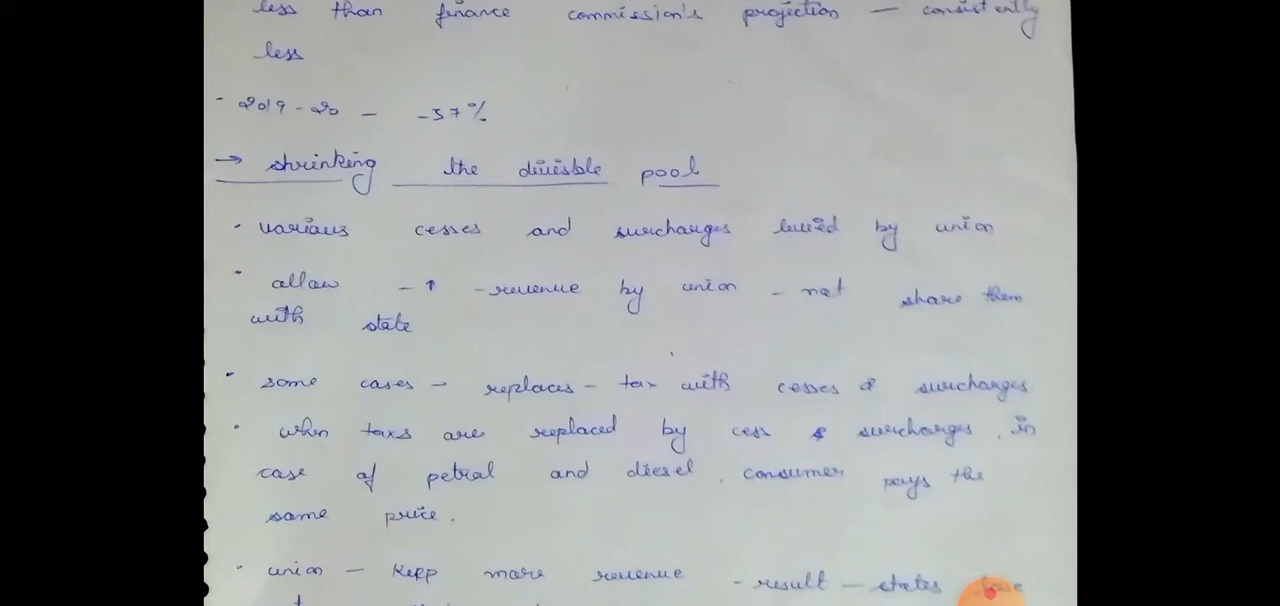 less than finance commission's projection — consistently
less
- 2019-20 — -37%
→ shrinking the divisble pool
• various cesses and surcharges levied by union
• allow - ↑ - revenue by union - not share them
with state
• some cases - replaces - tax with cesses & surcharges
• when taxs are replaced by cess & surcharges, in
case of petral and diesel, consumer pays the
same price.
• union — Kepp more revenue - result - states lose